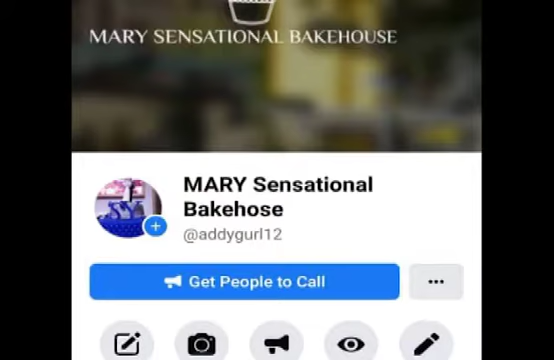 MARY SENSATIONAL BAKEHOUSE
MARY Sensational
Bakehose
@addygurl12
Get People to Call